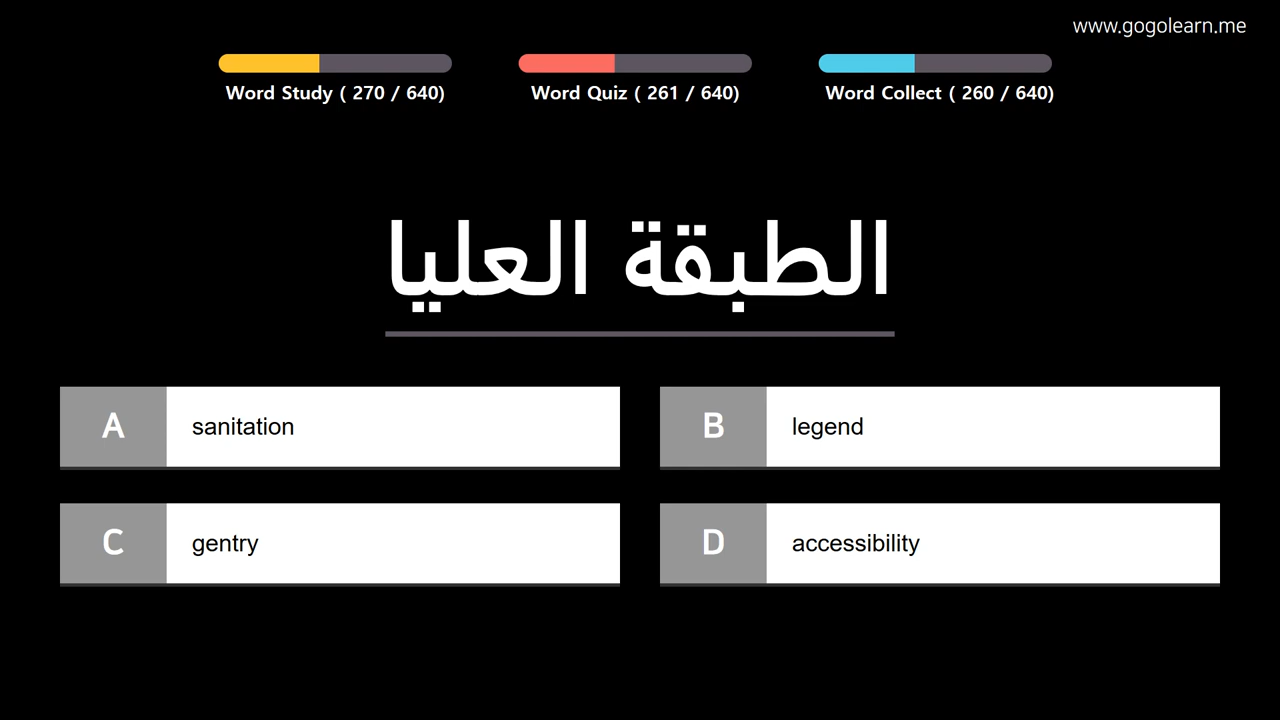 www.gogolearn.me
Word Study ( 270 / 640)
Word Quiz ( 261 / 640)
Word Collect ( 260 / 640)
الطبقة العليا
A sanitation
B legend
C gentry
D accessibility